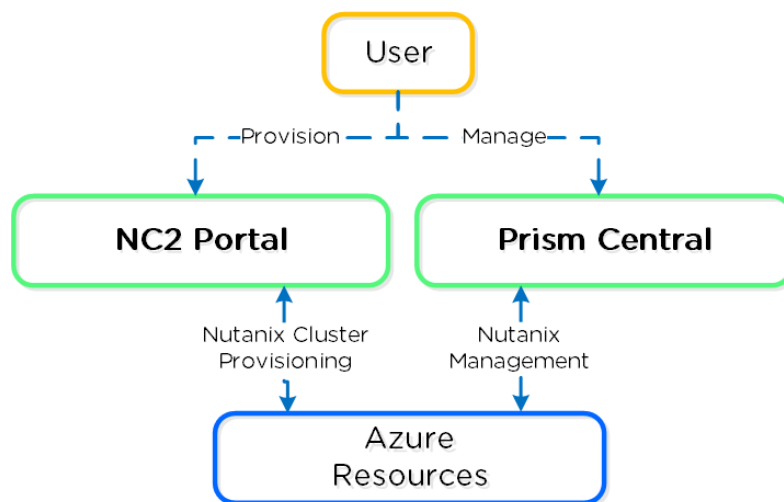 User
Provision
Manage
NC2 Portal
Prism Central
Nutanix Cluster
Provisioning
Nutanix
Management
Azure
Resources